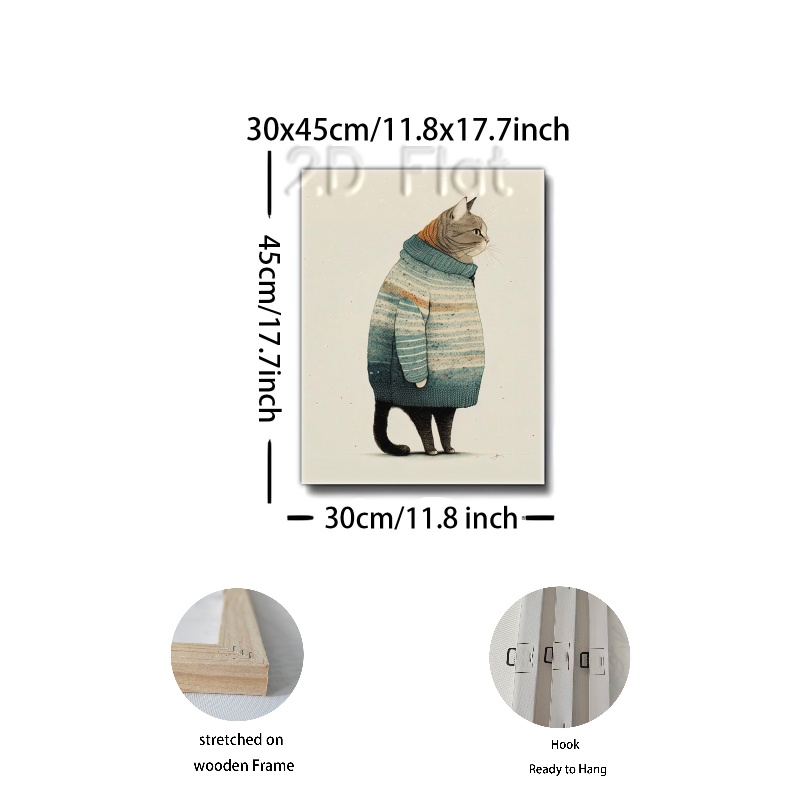 30x45cm/11.8x17.7inch
2D Flat
45cm/17.7inch
30cm/11.8 inch
stretched on
wooden Frame
Hook
Ready to Hang